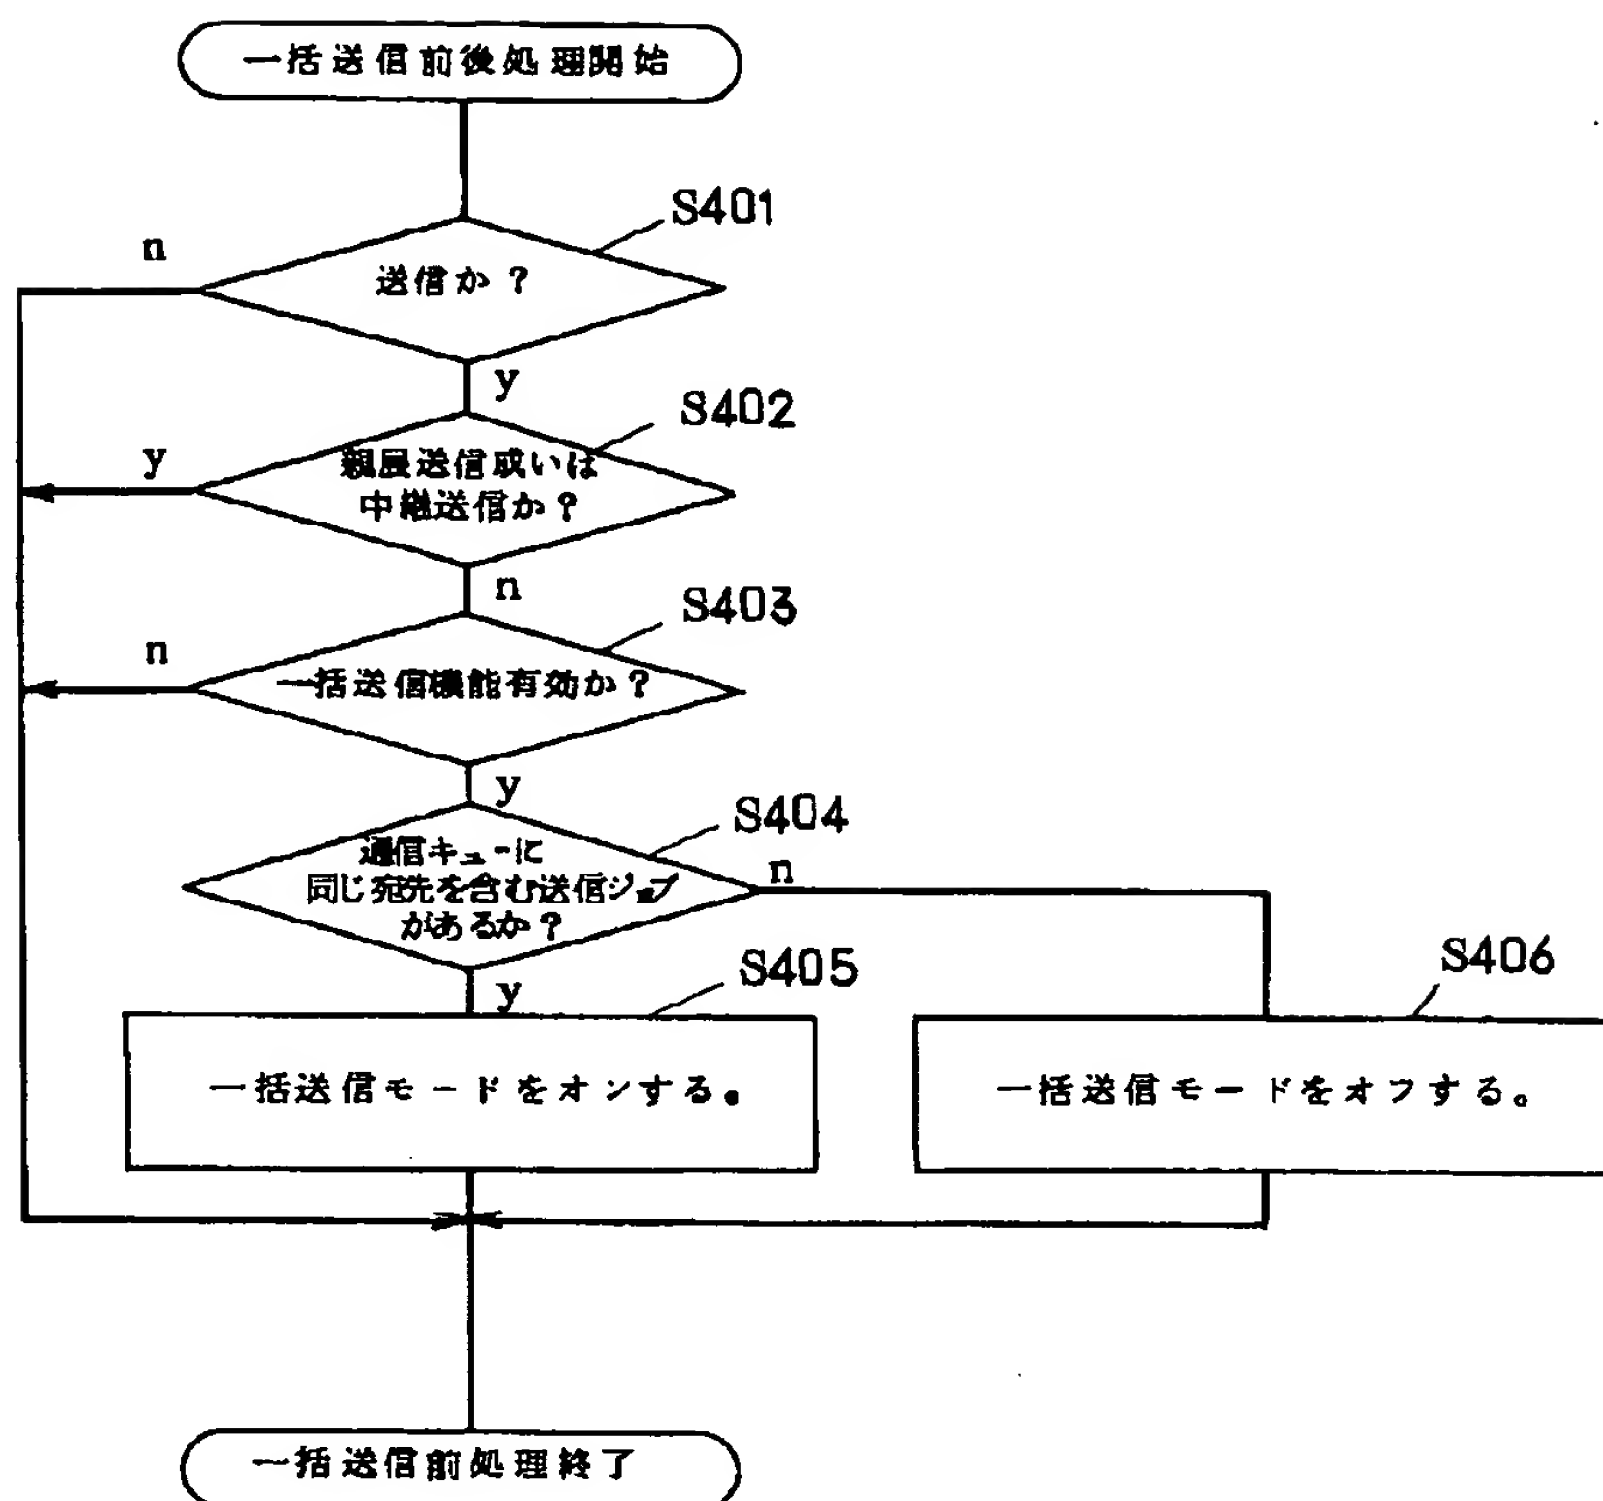 一括送信前後処理開始
S401
n
送信か？
y
S402
y
親展送信或いは
中継送信か？
n
S403
n
一括送信機能有効か？
y
S404
通信キューに
n
同じ宛先を含む送信ジョブ
があるか？
y
S405
S406
一括送信モードをオンする。
一括送信モードをオフする。
一括送信前処理終了